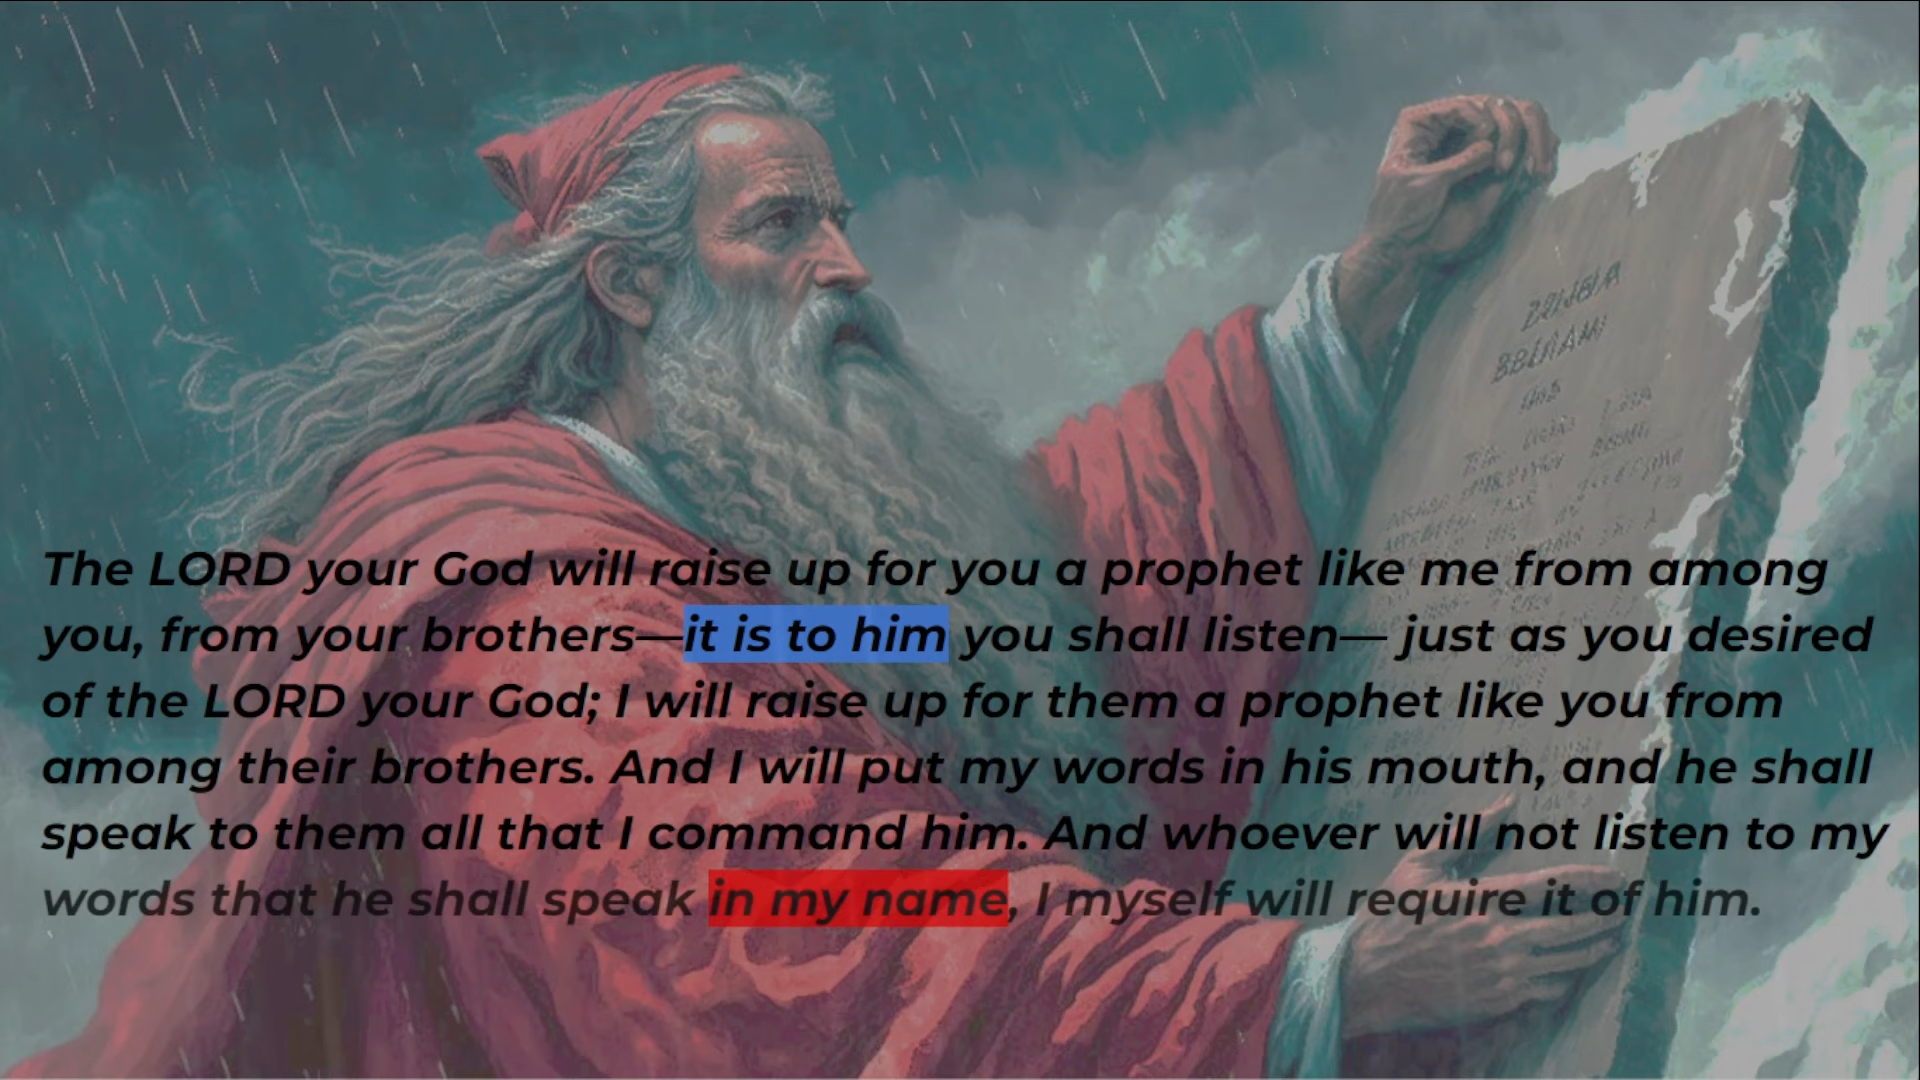 The LORD your God will raise up for you a prophet like me from among
you, from your brothers—it is to him you shall listen— just as you desired
of the LORD your God; I will raise up for them a prophet like you from
among their brothers. And I will put my words in his mouth, and he shall
speak to them all that I command him. And whoever will not listen to my
words that he shall speak in my name, I myself will require it of him.